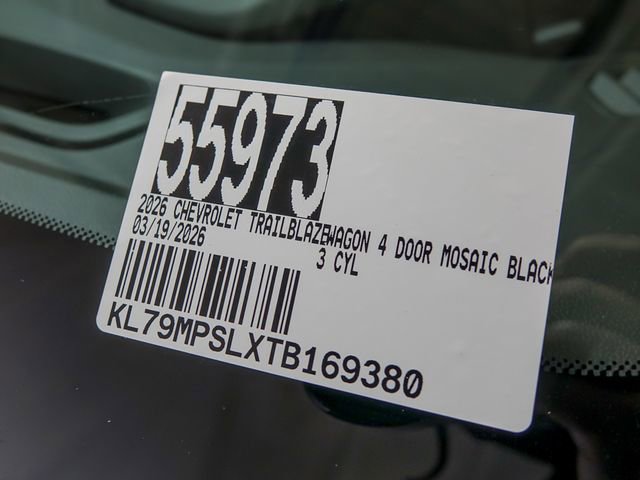 55973
2026 CHEVROLET TRAILBLAZEWAGON 4 DOOR MOSAIC BLACK
03/19/2026 3 CYL
KL79MPSLXTB169380